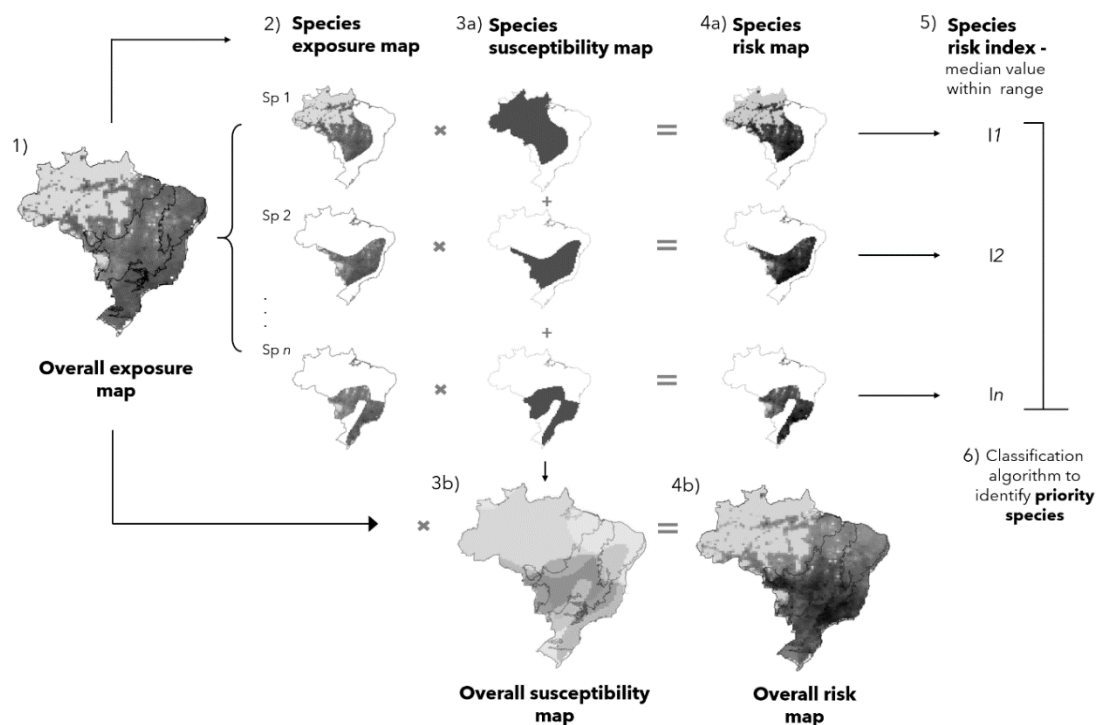 2) Species
exposure map
3a) Species
susceptibility map
4a) Species
risk map
5) Species
risk index -
median value
within range
1)
Overall exposure
map
Sp 1
×
=
I1
+
Sp 2
×
=
I2
.
.
.
+
Sp n
×
=
In
6) Classification
algorithm to
identify priority
species
3b)
4b)
×
=
Overall susceptibility
map
Overall risk
map